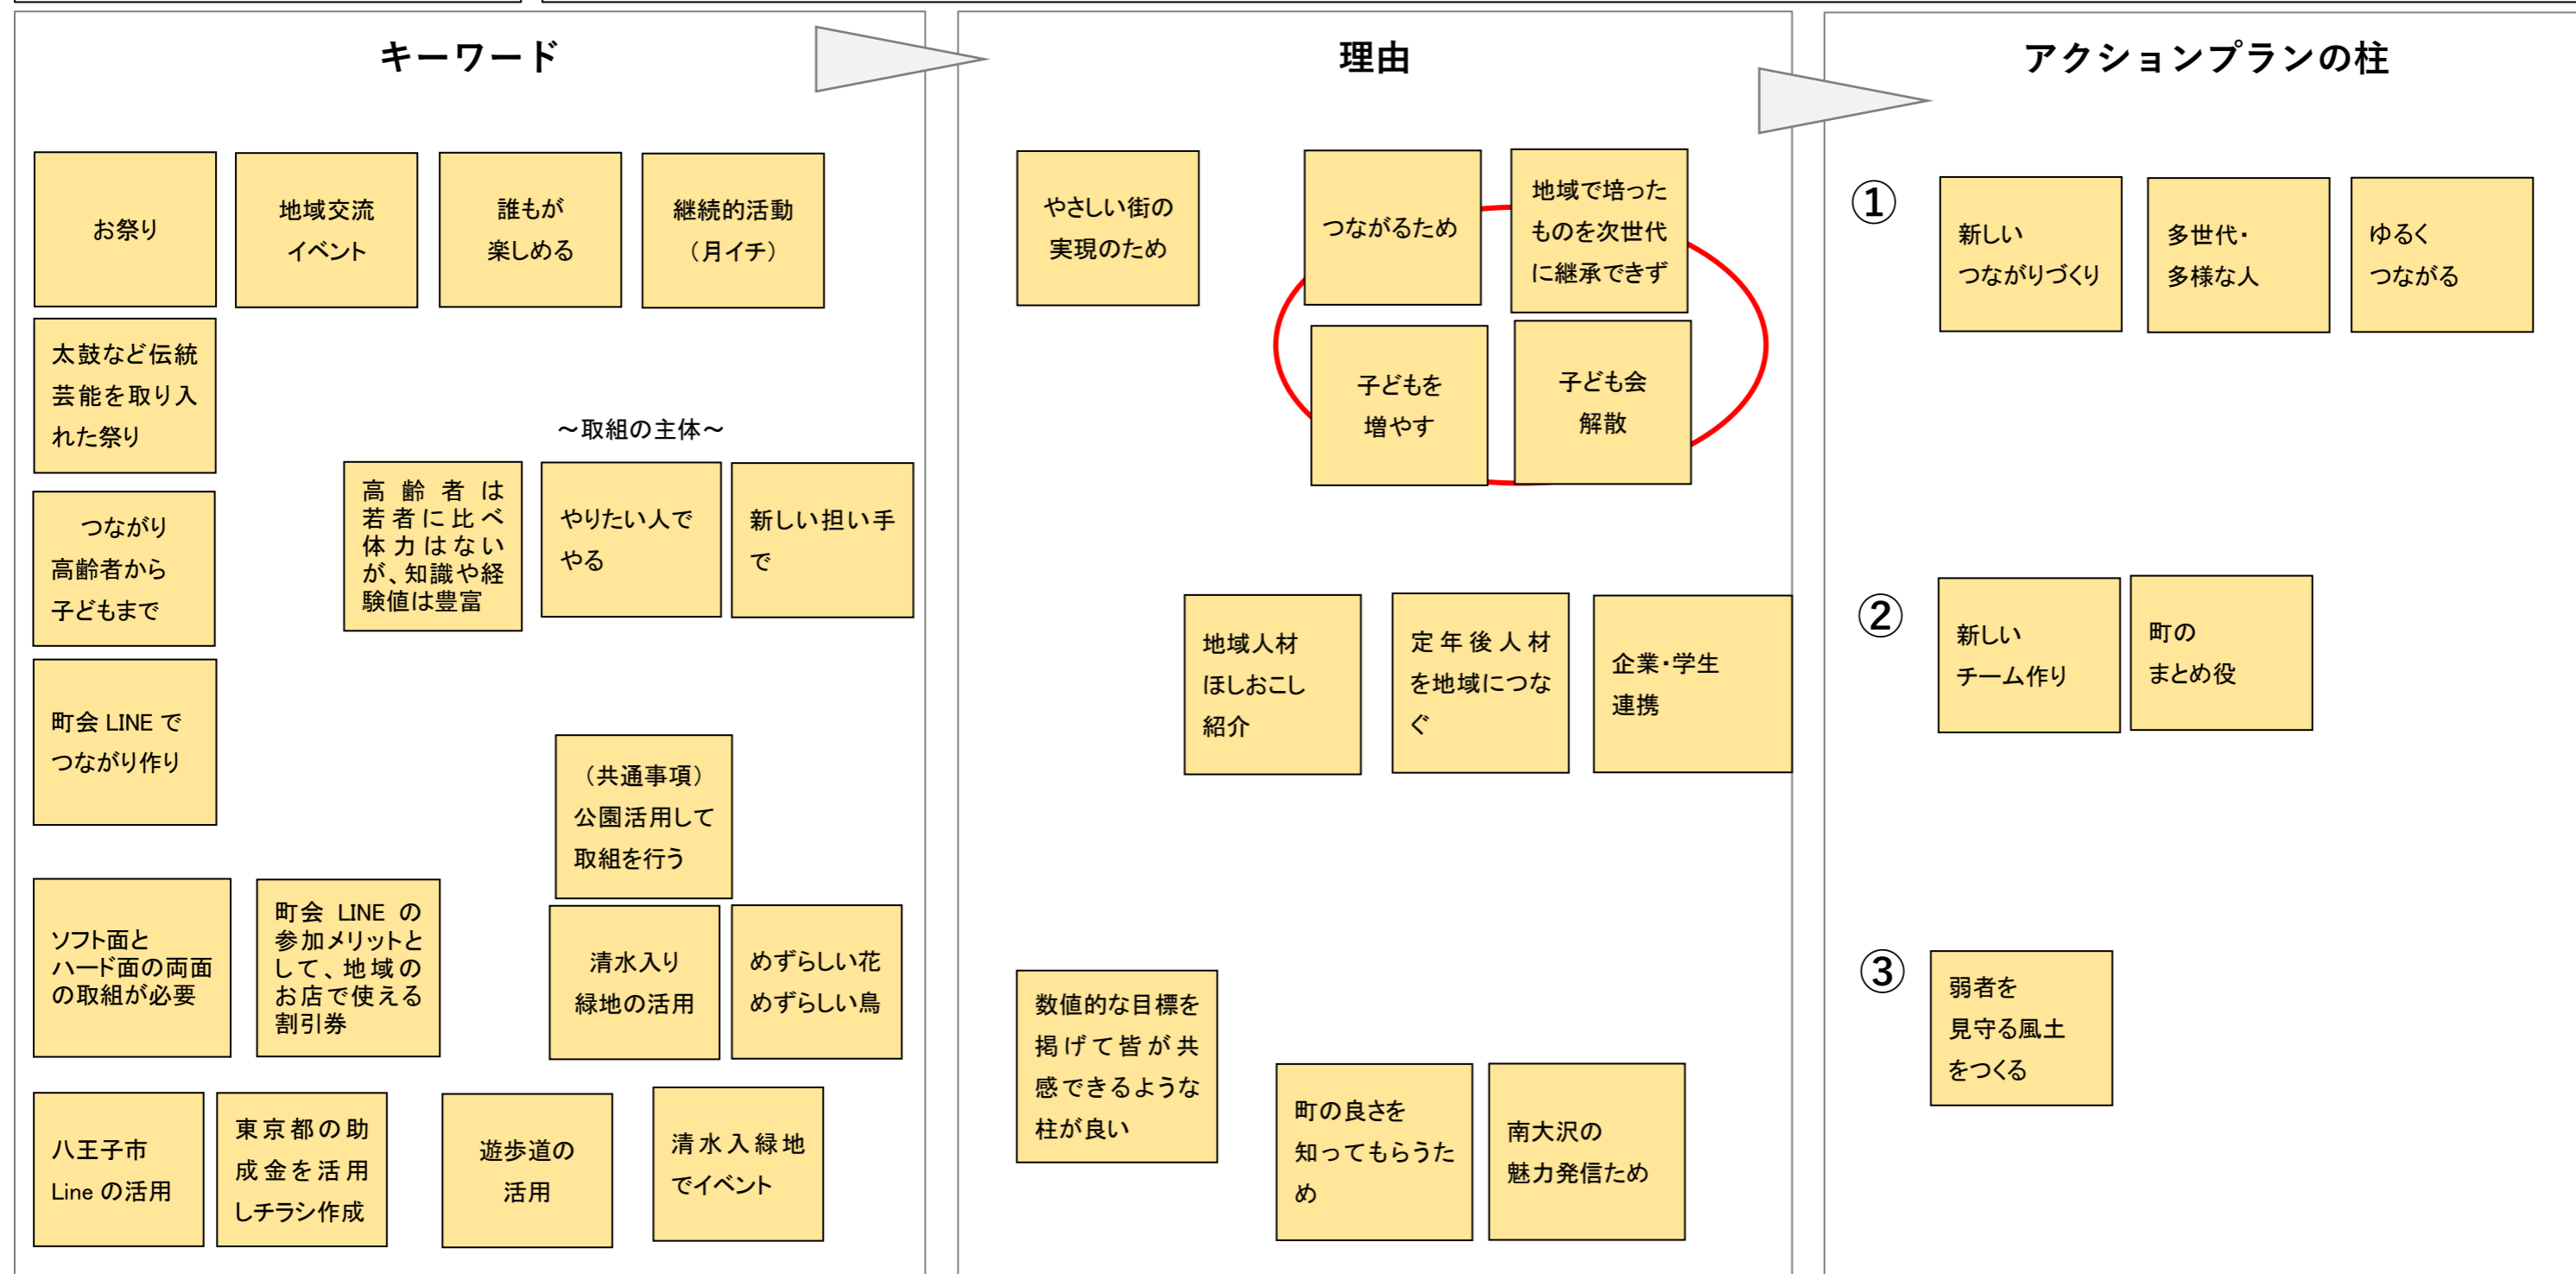 キーワード
お祭り
地域交流
イベント
誰もが
楽しめる
継続的活動
（月イチ）
太鼓など伝統
芸能を取り入
れた祭り
～取組の主体～
高齢者は
若者に比べ
体力はない
が、知識や経
験値は豊富
やりたい人で
やる
新しい担い手
で
つながり
高齢者から
子どもまで
町会 LINE で
つながり作り
（共通事項）
公園活用して
取組を行う
ソフト面と
ハード面の両面
の取組が必要
町会 LINE の
参加メリットと
して、地域の
お店で使える
割引券
清水入り
緑地の活用
めずらしい花
めずらしい鳥
八王子市
Line の活用
東京都の助
成金を活用
しチラシ作成
遊歩道の
活用
清水入緑地
でイベント
理由
やさしい街の
実現のため
つながるため
地域で培った
ものを次世代
に継承できず
子どもを
増やす
子ども会
解散
地域人材
ほしおこし
紹介
定年後人材
を地域につな
ぐ
企業・学生
連携
数値的な目標を
掲げて皆が共
感できるような
柱が良い
町の良さを
知ってもらうた
め
南大沢の
魅力発信ため
アクションプランの柱
①
新しい
つながりづくり
多世代・
多様な人
ゆるく
つながる
②
新しい
チーム作り
町の
まとめ役
③
弱者を
見守る風土
をつくる